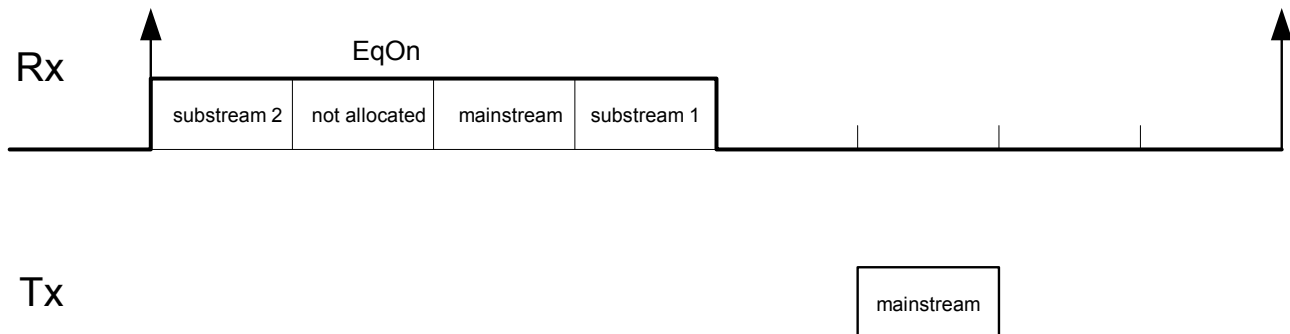 Rx
EqOn
substream 2
not allocated
mainstream
substream 1
Tx
mainstream